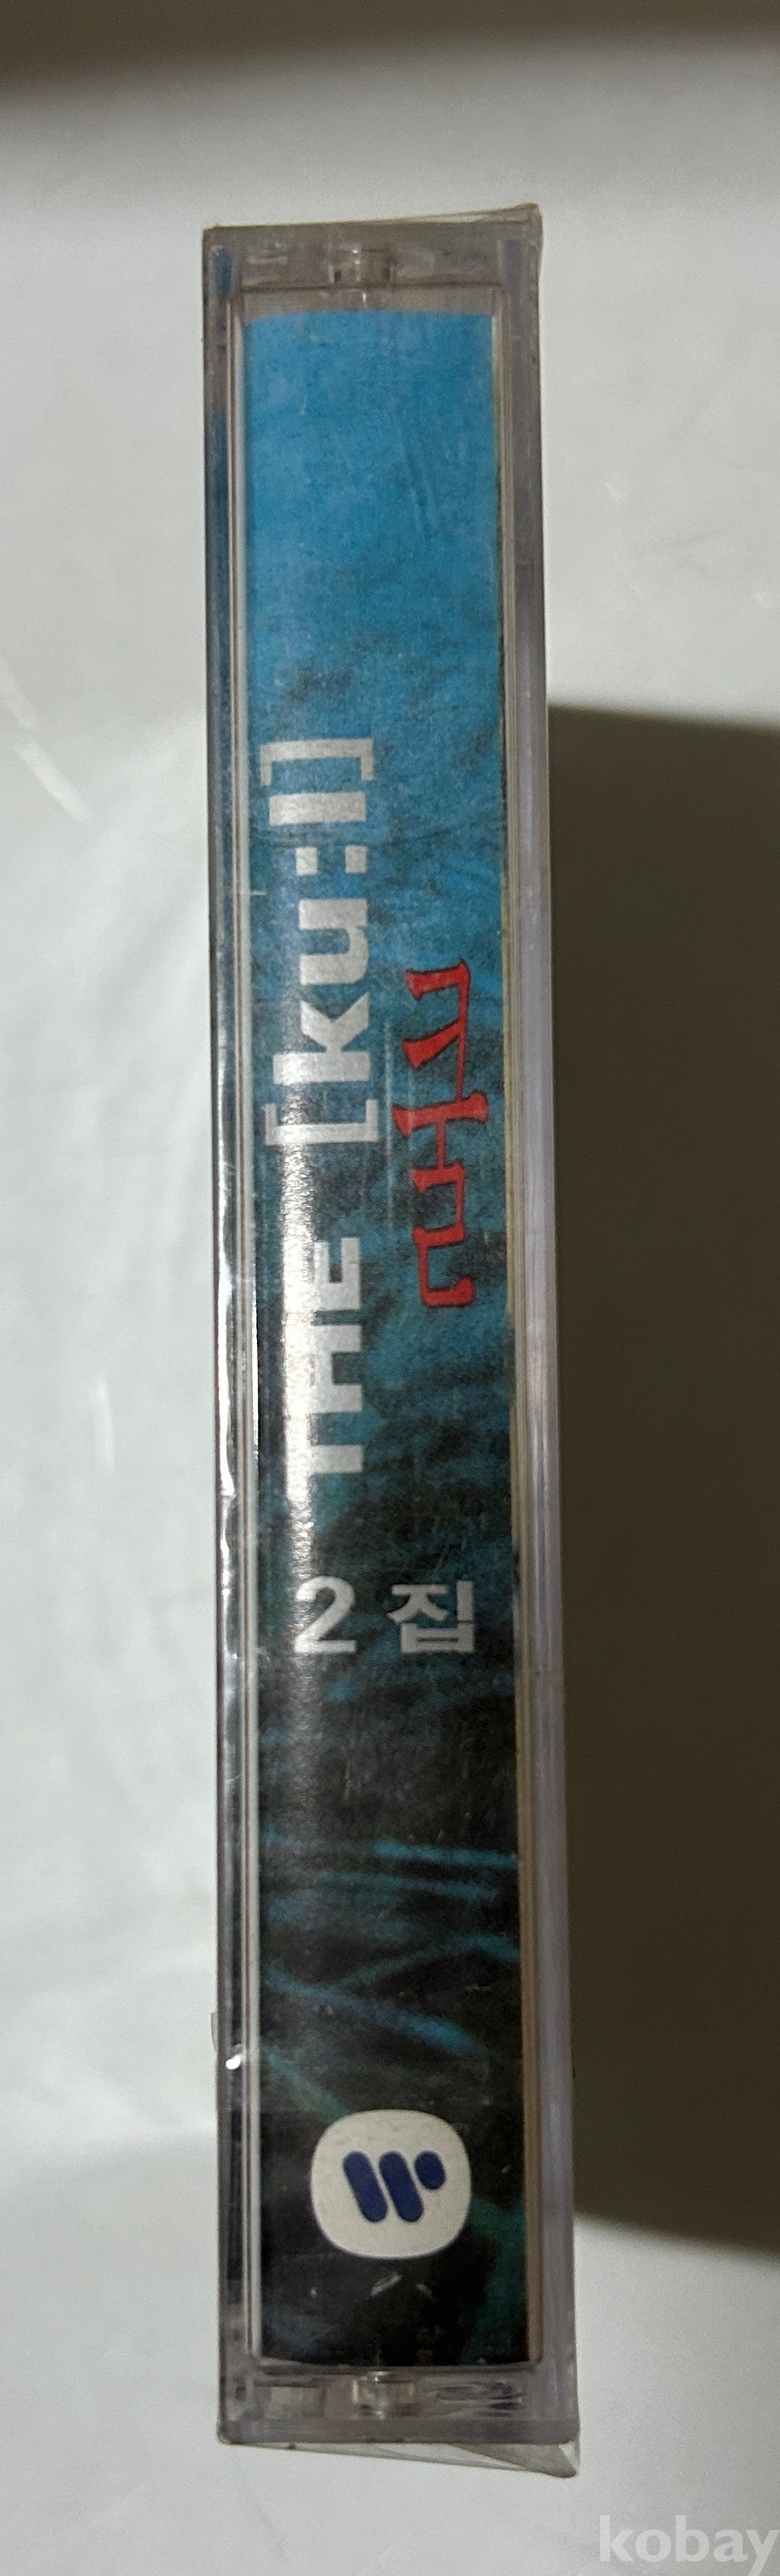 THE [ku:l]
쿨
2집
kobay